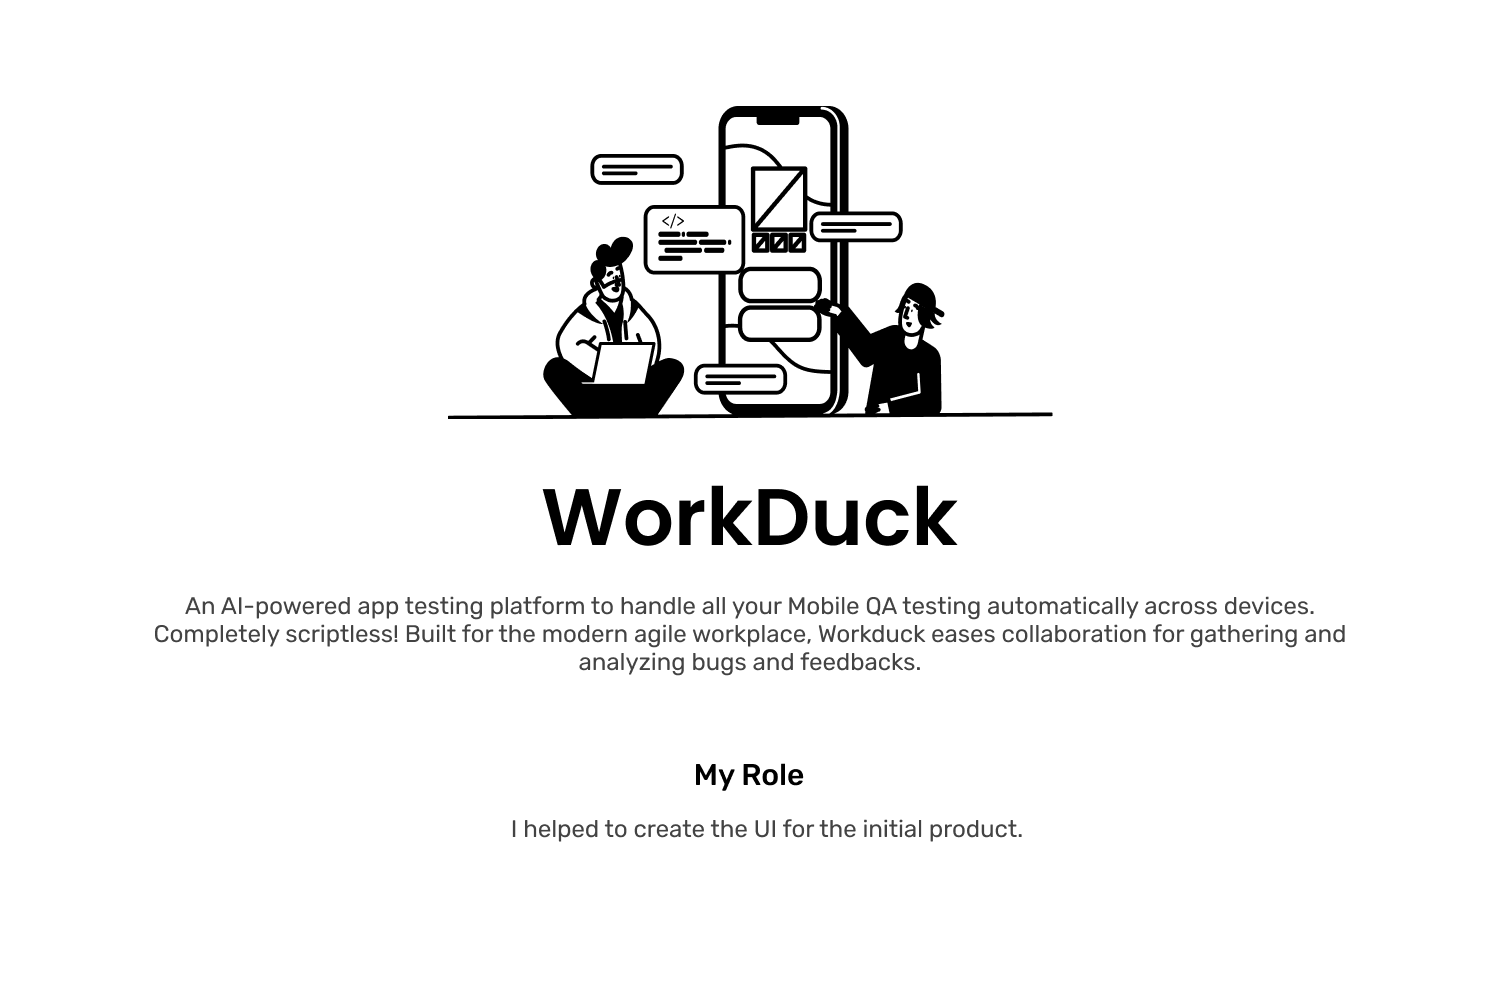 </>
WorkDuck
An AI-powered app testing platform to handle all your Mobile QA testing automatically across devices.
Completely scriptless! Built for the modern agile workplace, Workduck eases collaboration for gathering and
analyzing bugs and feedbacks.
My Role
I helped to create the UI for the initial product.